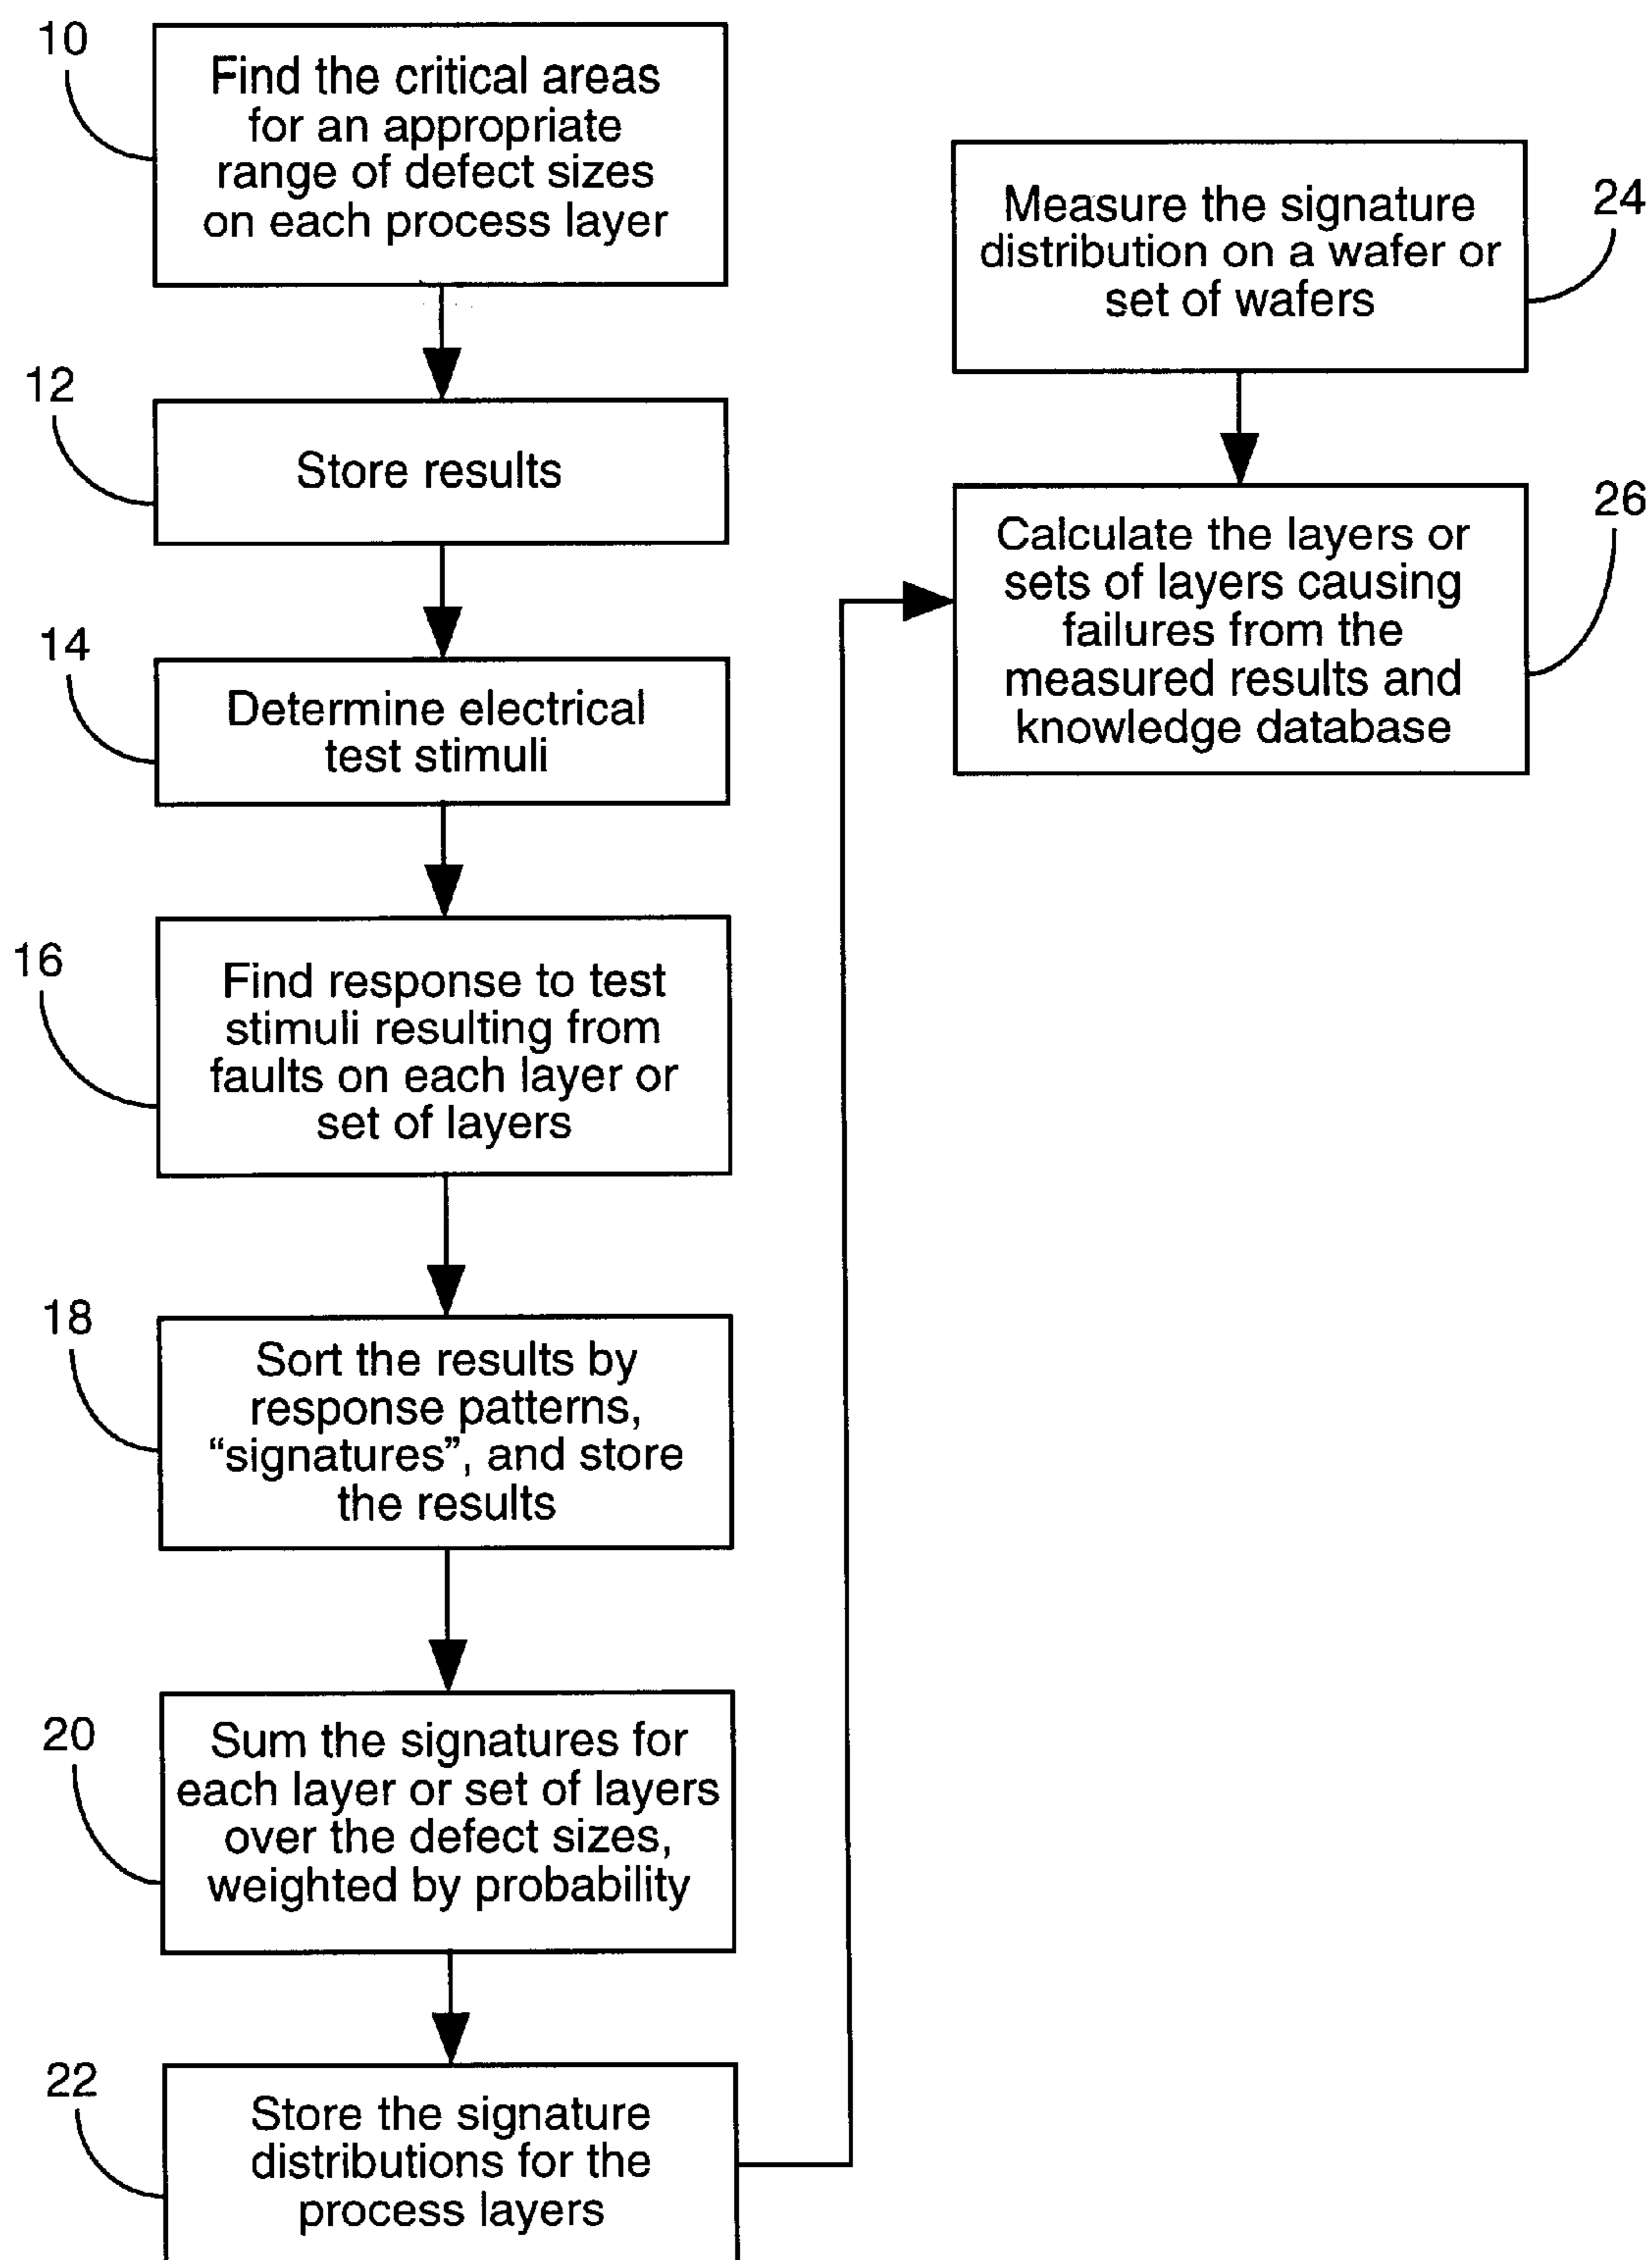 10
Find the critical areas
for an appropriate
range of defect sizes
on each process layer
12
Store results
14
Determine electrical
test stimuli
16
Find response to test
stimuli resulting from
faults on each layer or
set of layers
18
Sort the results by
response patterns,
“signatures”, and store
the results
20
Sum the signatures for
each layer or set of layers
over the defect sizes,
weighted by probability
22
Store the signature
distributions for the
process layers
24
Measure the signature
distribution on a wafer or
set of wafers
26
Calculate the layers or
sets of layers causing
failures from the
measured results and
knowledge database